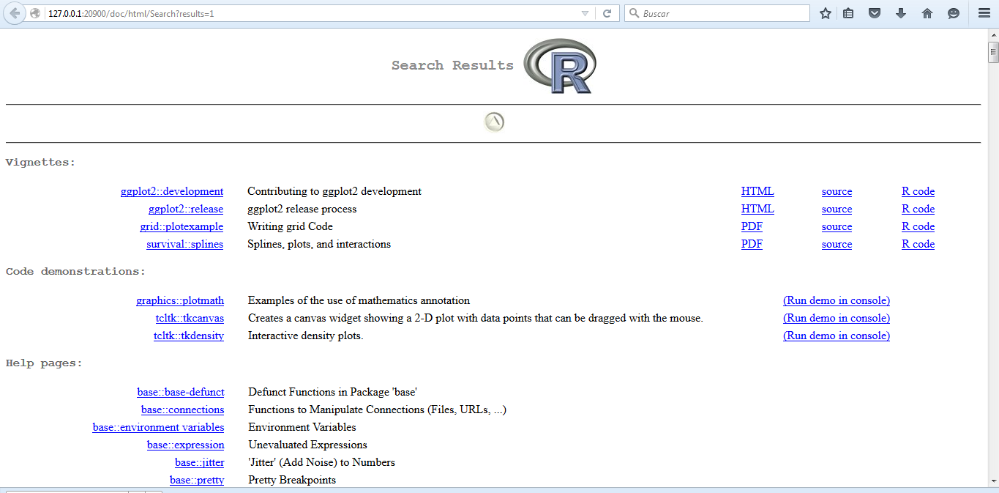 127.0.0.1:20900/doc/html/Search?results=1
Buscar
Search Results R
Vignettes:
ggplot2::development Contributing to ggplot2 development HTML source R code
ggplot2::release ggplot2 release process HTML source R code
grid::plotexample Writing grid Code PDF source R code
survival::splines Splines, plots, and interactions PDF source R code
Code demonstrations:
graphics::plotmath Examples of the use of mathematics annotation (Run demo in console)
tcltk::tkcanvas Creates a canvas widget showing a 2-D plot with data points that can be dragged with the mouse. (Run demo in console)
tcltk::tkdensity Interactive density plots. (Run demo in console)
Help pages:
base::base-defunct Defunct Functions in Package 'base'
base::connections Functions to Manipulate Connections (Files, URLs, ...)
base::environment variables Environment Variables
base::expression Unevaluated Expressions
base::jitter 'Jitter' (Add Noise) to Numbers
base::pretty Pretty Breakpoints